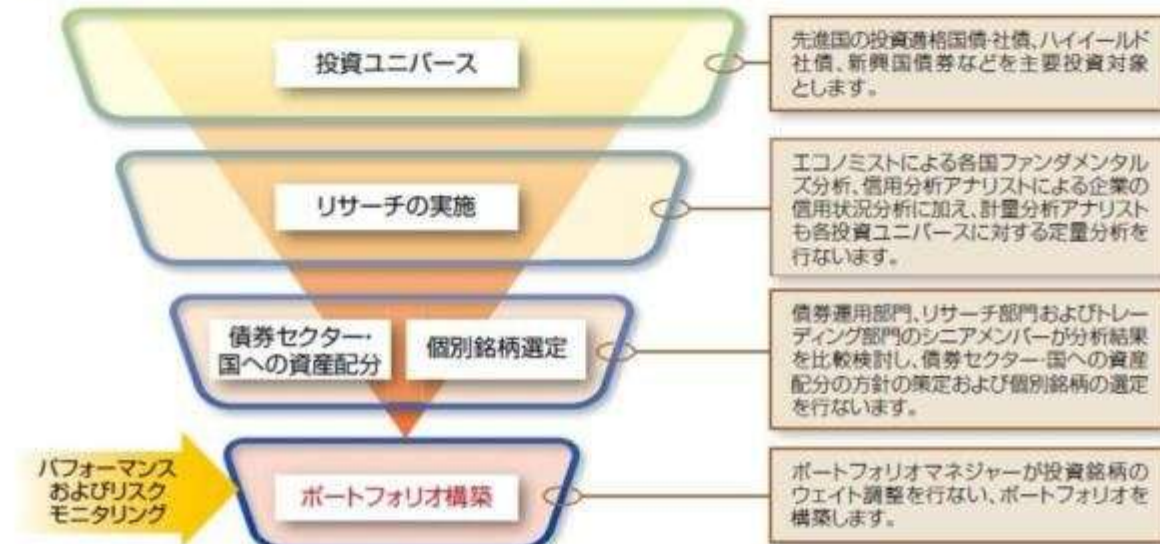 投資ユニバース
先進国の投資適格国債・社債、ハイイールド
社債、新興国債券などを主要投資対象
とします。
リサーチの実施
エコノミストによる各国ファンダメンタル
ズ分析、信用分析アナリストによる企業の
信用状況分析に加え、計量分析アナリスト
も各投資ユニバースに対する定量分析を
行ないます。
債券セクター・
国への資産配分
個別銘柄選定
債券運用部門、リサーチ部門およびトレー
ディング部門のシニアメンバーが分析結果
を比較検討し、債券セクター・国への資産
配分の方針の策定および個別銘柄の選定
を行ないます。
パフォーマンス
およびリスク
モニタリング
ポートフォリオ構築
ポートフォリオマネジャーが投資銘柄の
ウェイト調整を行ない、ポートフォリオを
構築します。